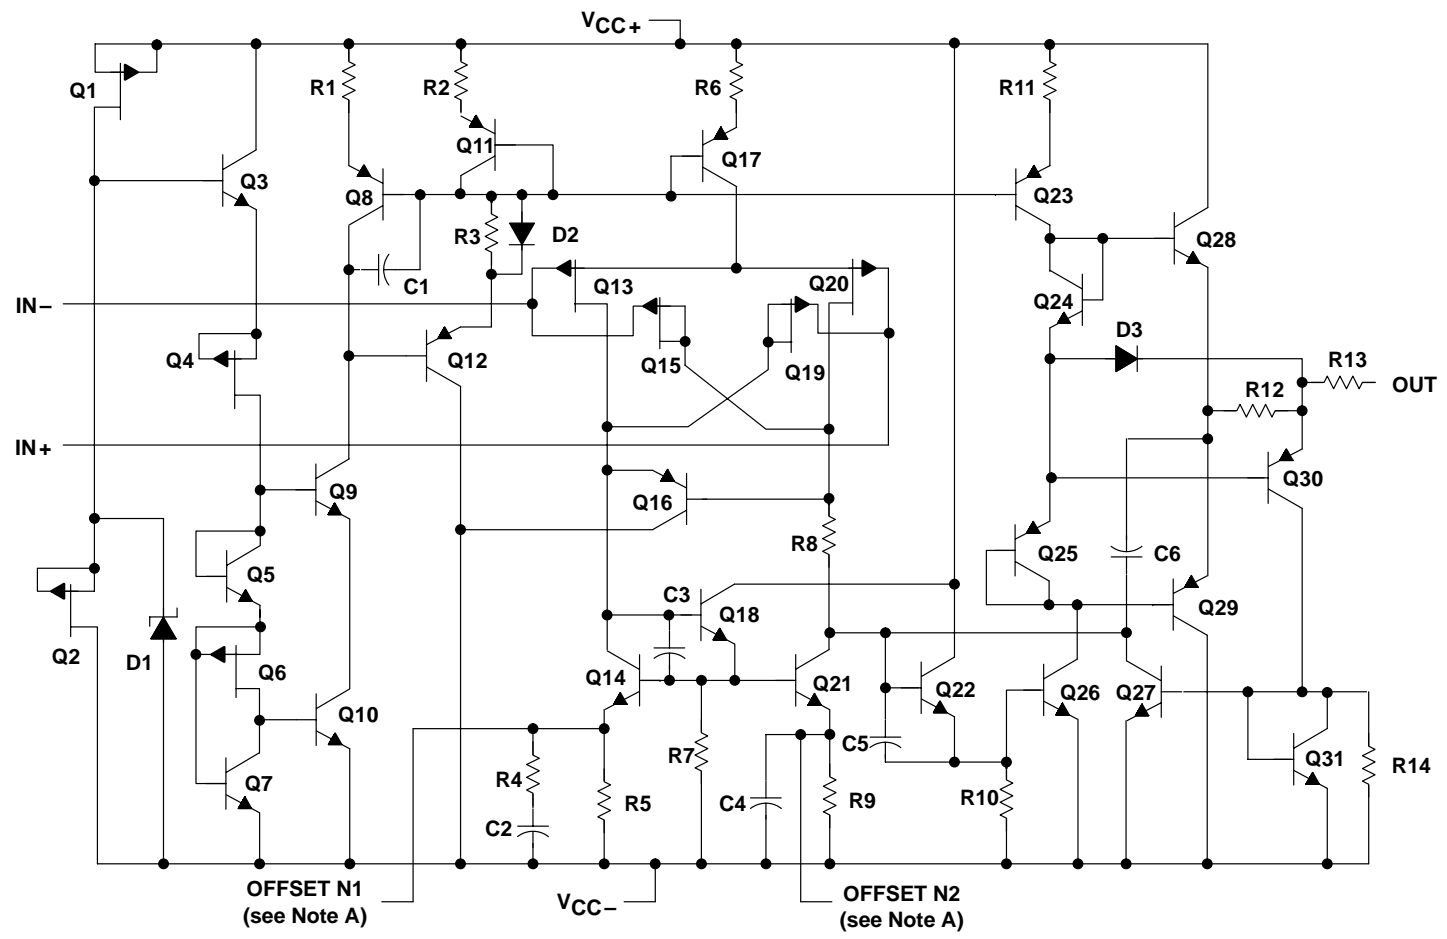 VCC+
Q1
R1
R2
R6
R11
Q11
Q17
Q3
Q8
Q23
R3
D2
Q28
C1
Q13
Q20
IN−
Q24
D3
Q4
Q12
Q15
Q19
R13
OUT
R12
IN+
Q9
Q16
Q30
R8
Q25
C6
Q5
C3
Q18
Q29
Q2
D1
Q6
Q14
Q21
Q22
Q26
Q27
Q10
C5
R7
Q31
R14
Q7
R4
R5
C4
R9
R10
C2
OFFSET N1
(see Note A)
VCC−
OFFSET N2
(see Note A)